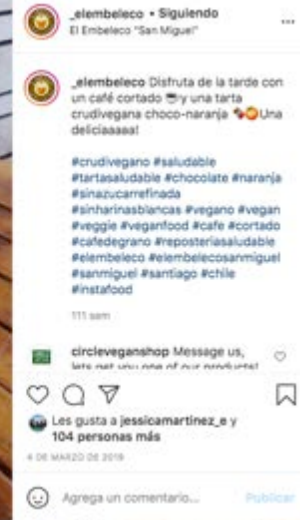 _elembeleco • Siguiendo
El Embeleco "San Miguel"
_elembeleco Disfruta de la tarde con
un café cortado ☕y una tarta
crudivegana choco-naranja 🍫🍊Una
deliciaaaaa!
#crudivegano #saludable
#tartasaludable #chocolate #naranja
#sinazucarrefinada
#sinharinasblancas #vegano #vegan
#veggie #veganfood #cafe #cortado
#cafedegrano #reposteriasaludable
#elembeleco #elembelecosanmiguel
#sanmiguel #santiago #chile
#instafood
111 sem
circleveganshop Message us,
lets get you one of our products!
Les gusta a jessicamartinez_e y
104 personas más
4 DE MARZO DE 2019
Agrega un comentario... Publicar